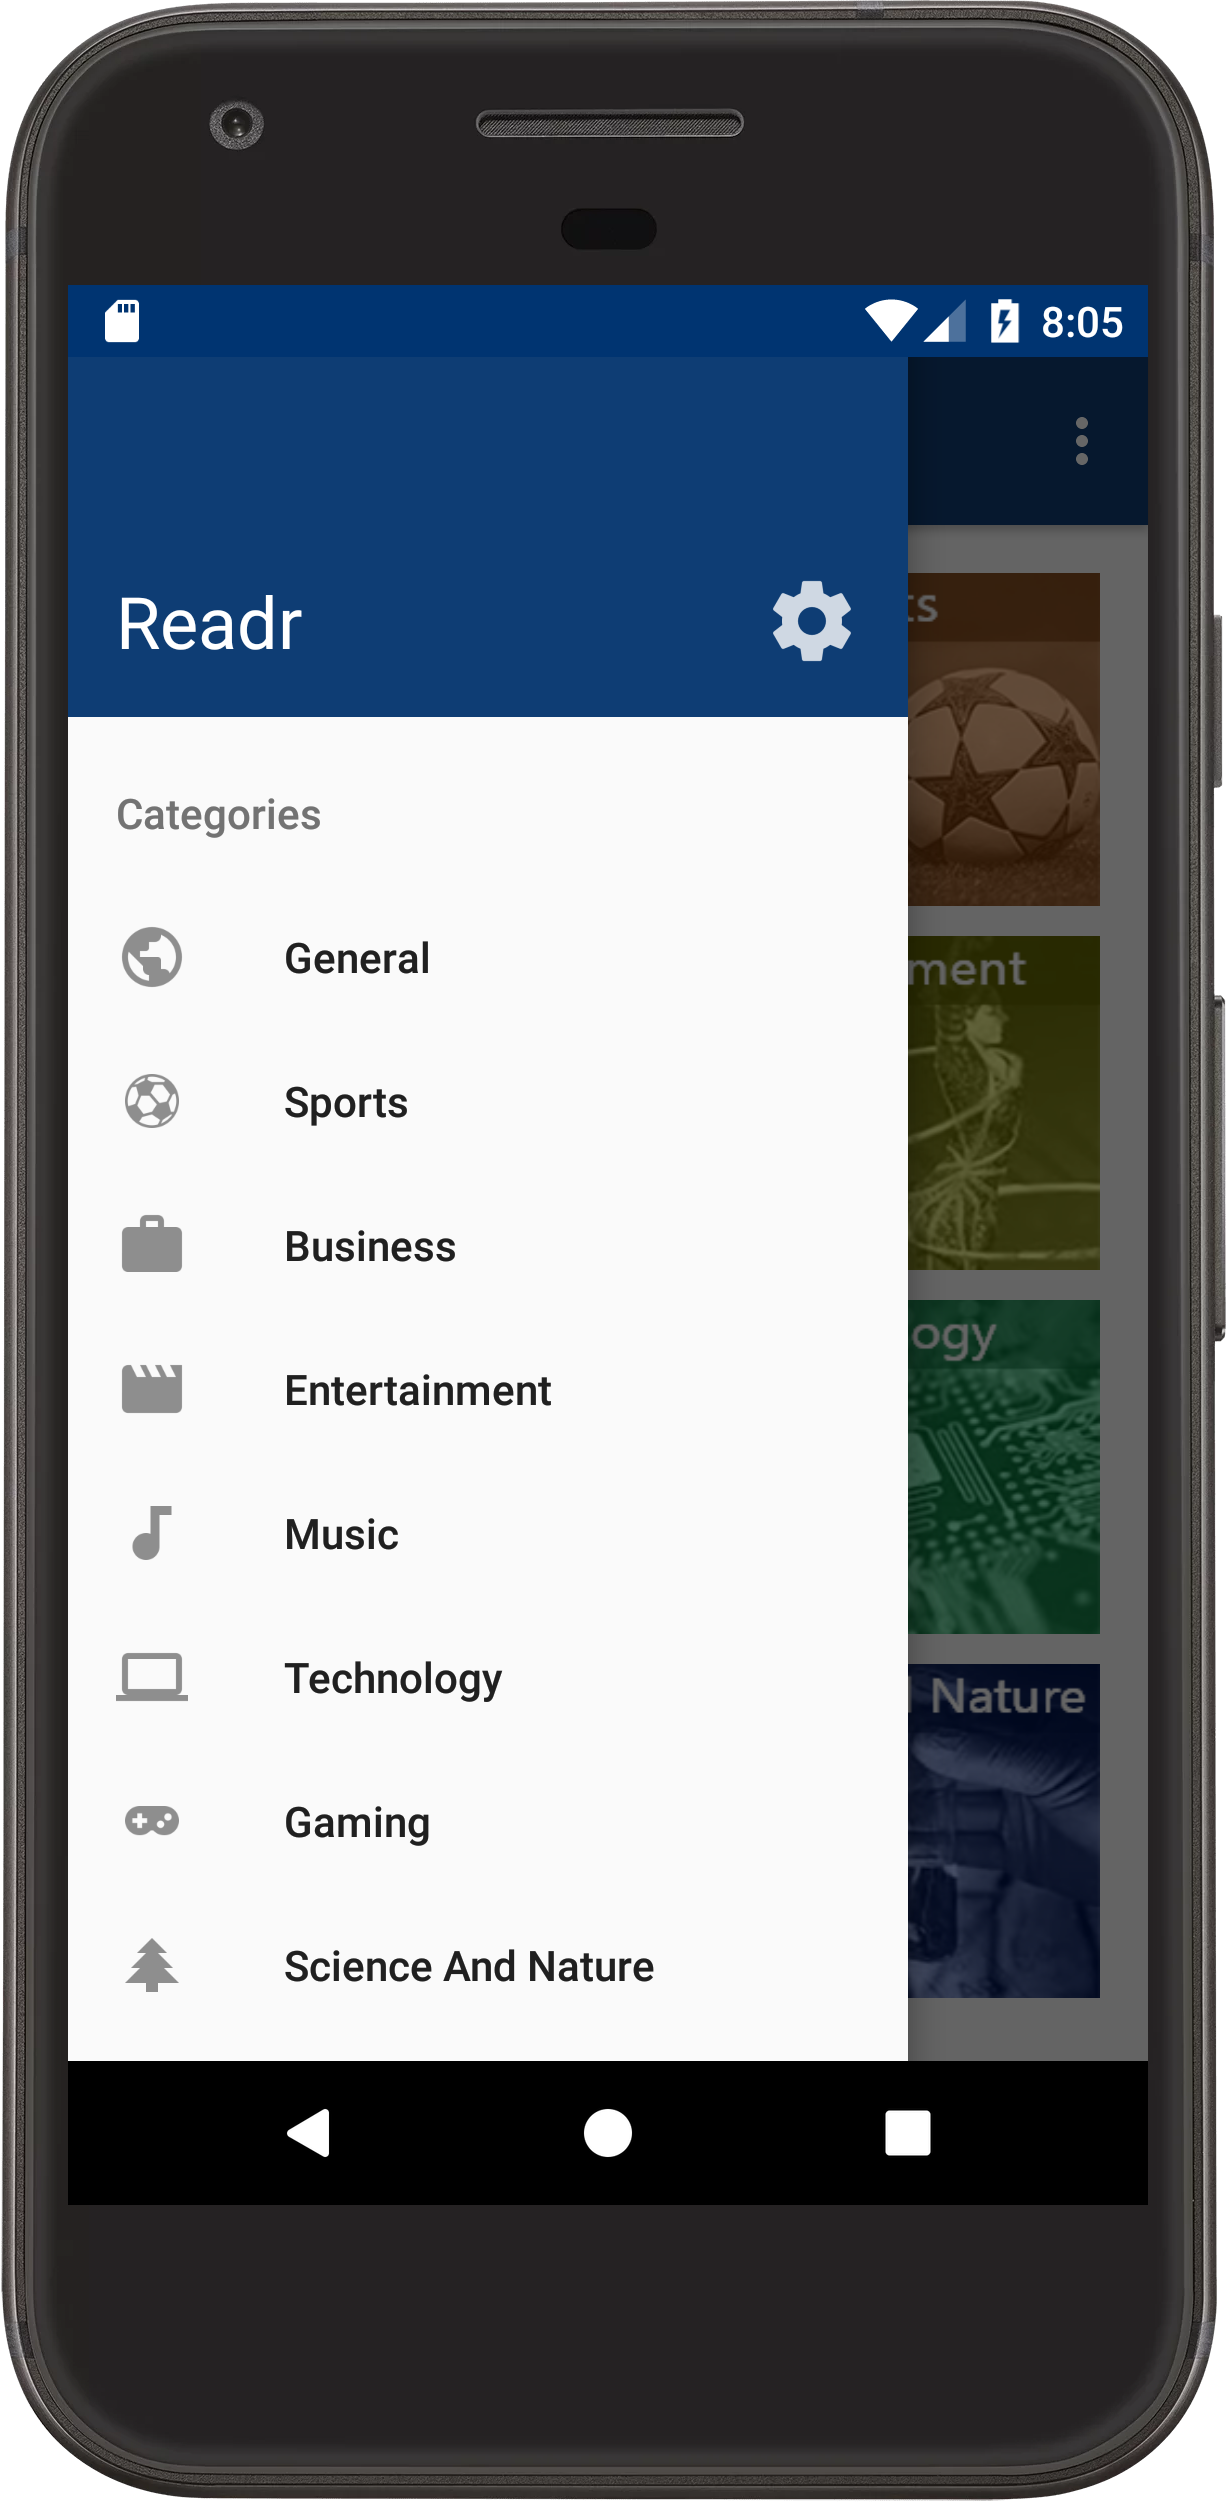 8:05
Readr
Categories
General
Sports
Business
Entertainment
Music
Technology
Gaming
Science And Nature
ts
ment
ogy
Nature